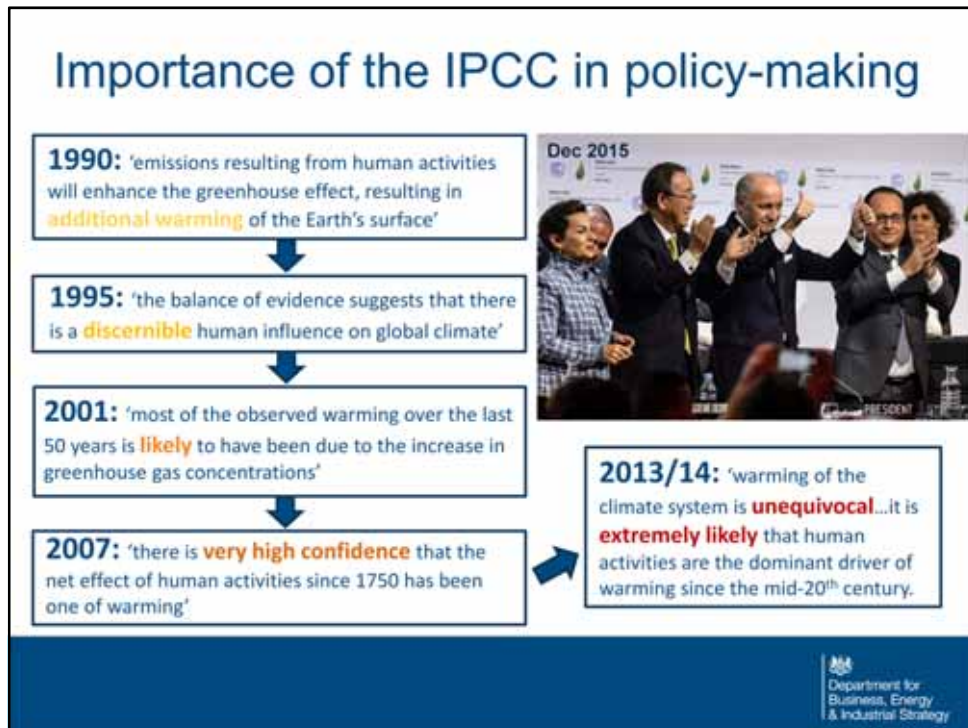 Importance of the IPCC in policy-making
1990: ‘emissions resulting from human activities
will enhance the greenhouse effect, resulting in
additional warming of the Earth’s surface’
1995: ‘the balance of evidence suggests that there
is a discernible human influence on global climate’
2001: ‘most of the observed warming over the last
50 years is likely to have been due to the increase in
greenhouse gas concentrations’
2007: ‘there is very high confidence that the
net effect of human activities since 1750 has been
one of warming’
Dec 2015
PRESIDENT
2013/14: ‘warming of the
climate system is unequivocal…it is
extremely likely that human
activities are the dominant driver of
warming since the mid-20th century.
Department for
Business, Energy
& Industrial Strategy